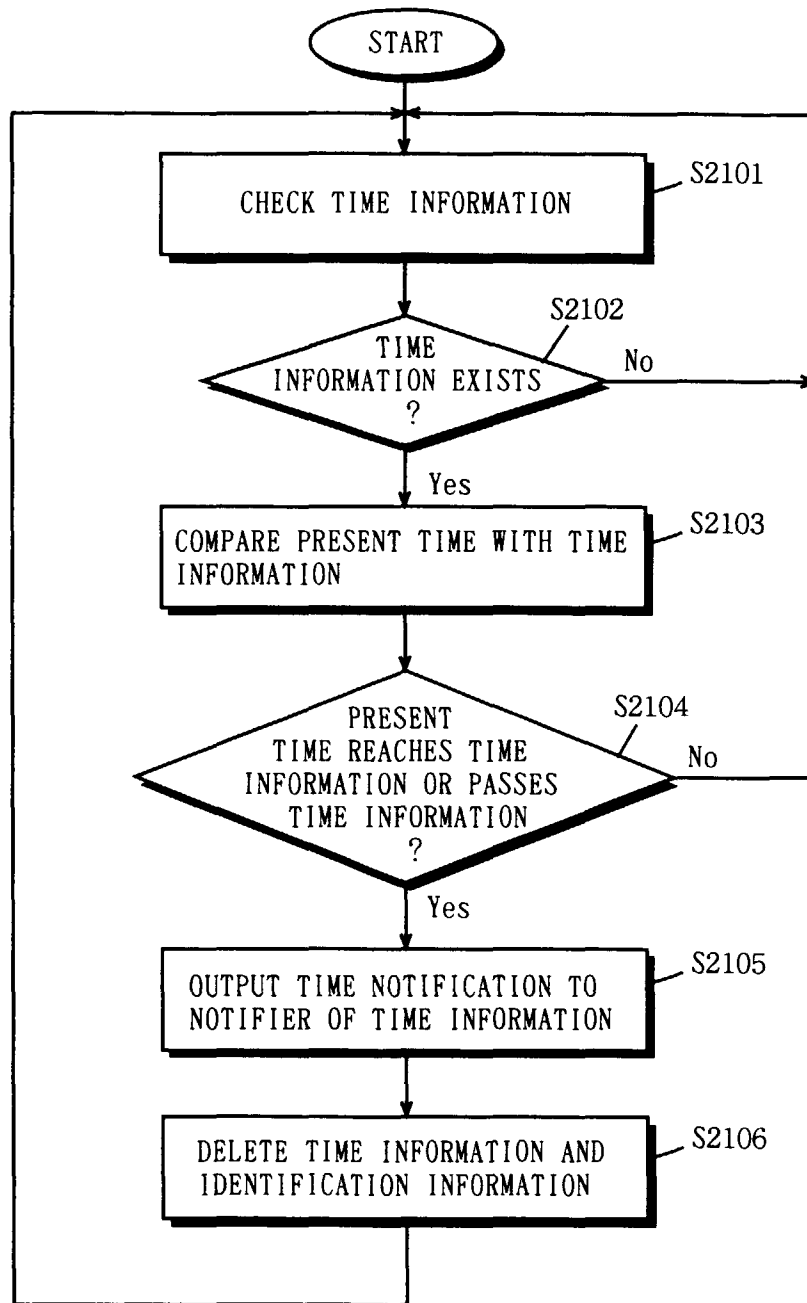 START
CHECK TIME INFORMATION
S2101
S2102
TIME
INFORMATION EXISTS
?
No
Yes
S2103
COMPARE PRESENT TIME WITH TIME
INFORMATION
S2104
PRESENT
TIME REACHES TIME
INFORMATION OR PASSES
TIME INFORMATION
?
No
Yes
S2105
OUTPUT TIME NOTIFICATION TO
NOTIFIER OF TIME INFORMATION
S2106
DELETE TIME INFORMATION AND
IDENTIFICATION INFORMATION